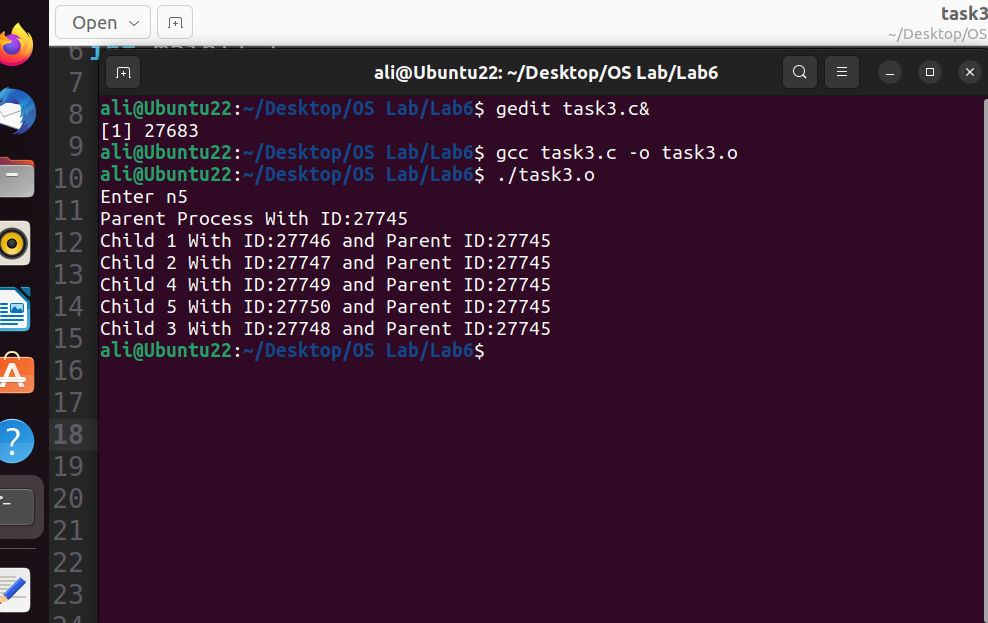 Open
task3
~/Desktop/OS
ali@Ubuntu22: ~/Desktop/OS Lab/Lab6
6
7
8
9
10
11
12
13
14
15
16
17
18
19
20
21
22
23
ali@Ubuntu22:~/Desktop/OS Lab/Lab6$ gedit task3.c&
[1] 27683
ali@Ubuntu22:~/Desktop/OS Lab/Lab6$ gcc task3.c -o task3.o
ali@Ubuntu22:~/Desktop/OS Lab/Lab6$ ./task3.o
Enter n5
Parent Process With ID:27745
Child 1 With ID:27746 and Parent ID:27745
Child 2 With ID:27747 and Parent ID:27745
Child 4 With ID:27749 and Parent ID:27745
Child 5 With ID:27750 and Parent ID:27745
Child 3 With ID:27748 and Parent ID:27745
ali@Ubuntu22:~/Desktop/OS Lab/Lab6$